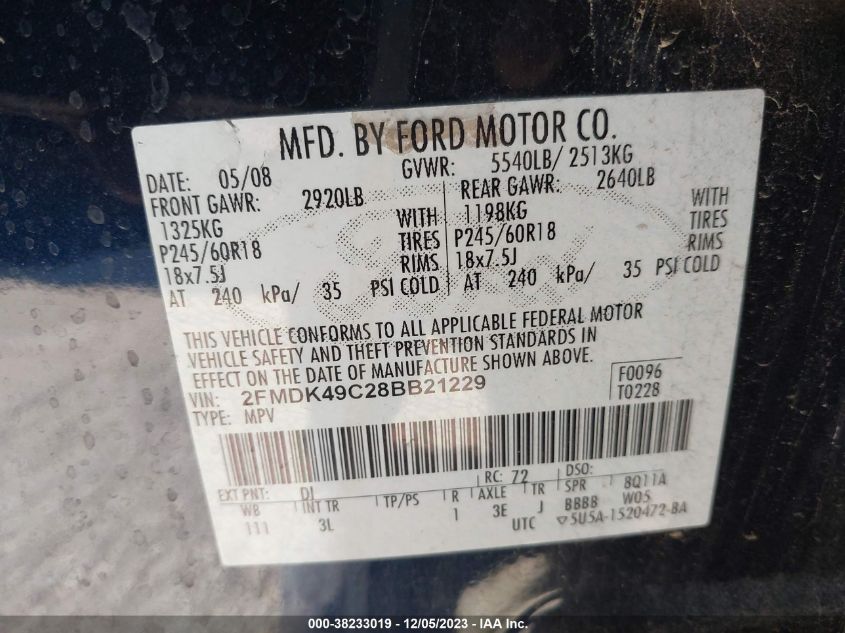 MFD. BY FORD MOTOR CO.
DATE: 05/08 GVWR: 5540LB/ 2513KG
FRONT GAWR: 2920LB REAR GAWR: 2640LB
1325KG WITH 1198KG WITH
P245/60R18 TIRES P245/60R18 TIRES
18x7.5J RIMS 18x7.5J RIMS
AT 240 kPa/ 35 PSI COLD AT 240 kPa/ 35 PSI COLD
THIS VEHICLE CONFORMS TO ALL APPLICABLE FEDERAL MOTOR
VEHICLE SAFETY AND THEFT PREVENTION STANDARDS IN
EFFECT ON THE DATE OF MANUFACTURE SHOWN ABOVE.
VIN: 2FMDK49C28BB21229 F0096
TYPE: MPV T0228
EXT PNT: DJ RC: 72 DSO:
WB INT TR TP/PS R AXLE TR SPR 8Q11A
111 3L 1 3E J BBBB W05
UTC ▽5U5A-1520472-BA
000-38233019 - 12/05/2023 - IAA Inc.